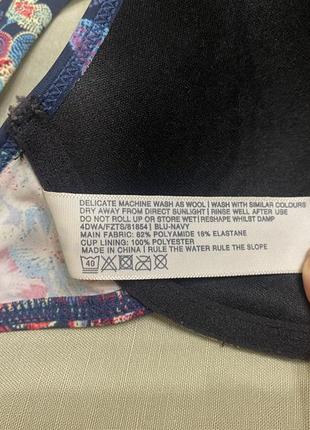 DELICATE MACHINE WASH AS WOOL | WASH WITH SIMILAR COLOURS
DRY AWAY FROM DIRECT SUNLIGHT | RINSE WELL AFTER USE
DO NOT ROLL UP OR STORE WET | RESHAPE WHILST DAMP
4DWA/FZTS/81854 | BLU-NAVY
MAIN FABRIC: 82% POLYAMIDE 18% ELASTANE
CUP LINING: 100% POLYESTER
MADE IN CHINA | RULE THE WATER RULE THE SLOPE
40